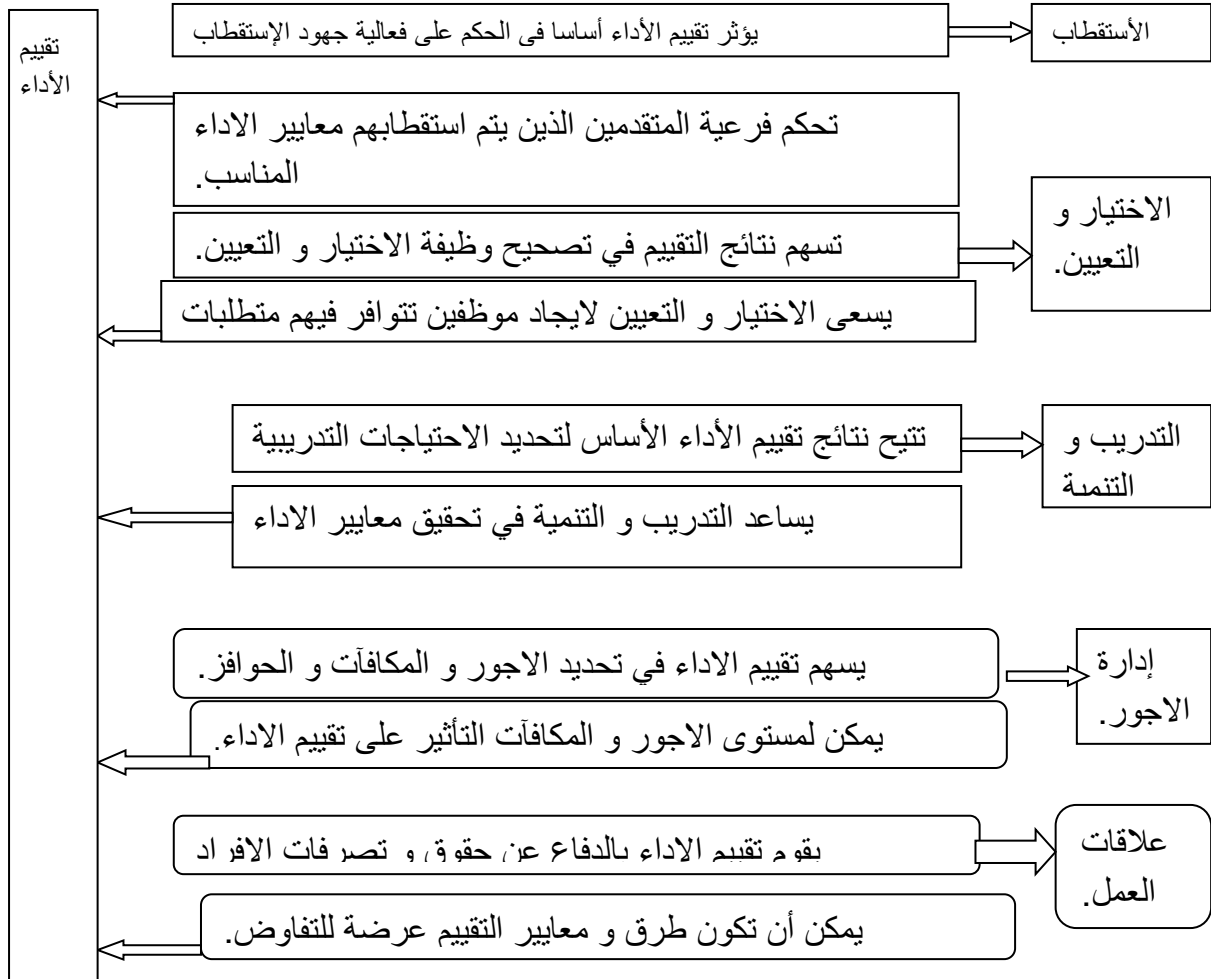 تقييم
الأداء
يؤثر تقييم الأداء أساسا فى الحكم على فعالية جهود الإستقطاب
الأستقطاب
تحكم فرعية المتقدمين الذين يتم استقطابهم معايير الاداء
المناسب.
الاختيار و
التعيين.
تسهم نتائج التقييم في تصحيح وظيفة الاختيار و التعيين.
يسعى الاختيار و التعيين لايجاد موظفين تتوافر فيهم متطلبات
التدريب و
التنمية
تتيح نتائج تقييم الأداء الأساس لتحديد الاحتياجات التدريبية
يساعد التدريب و التنمية في تحقيق معايير الاداء
إدارة
الاجور.
يسهم تقييم الاداء في تحديد الاجور و المكافآت و الحوافز.
يمكن لمستوى الاجور و المكافآت التأثير على تقييم الاداء.
علاقات
العمل.
يقوم تقييم الاداء بالدفاع عن حقوق و تصرفات الافراد
يمكن أن تكون طرق و معايير التقييم عرضة للتفاوض.